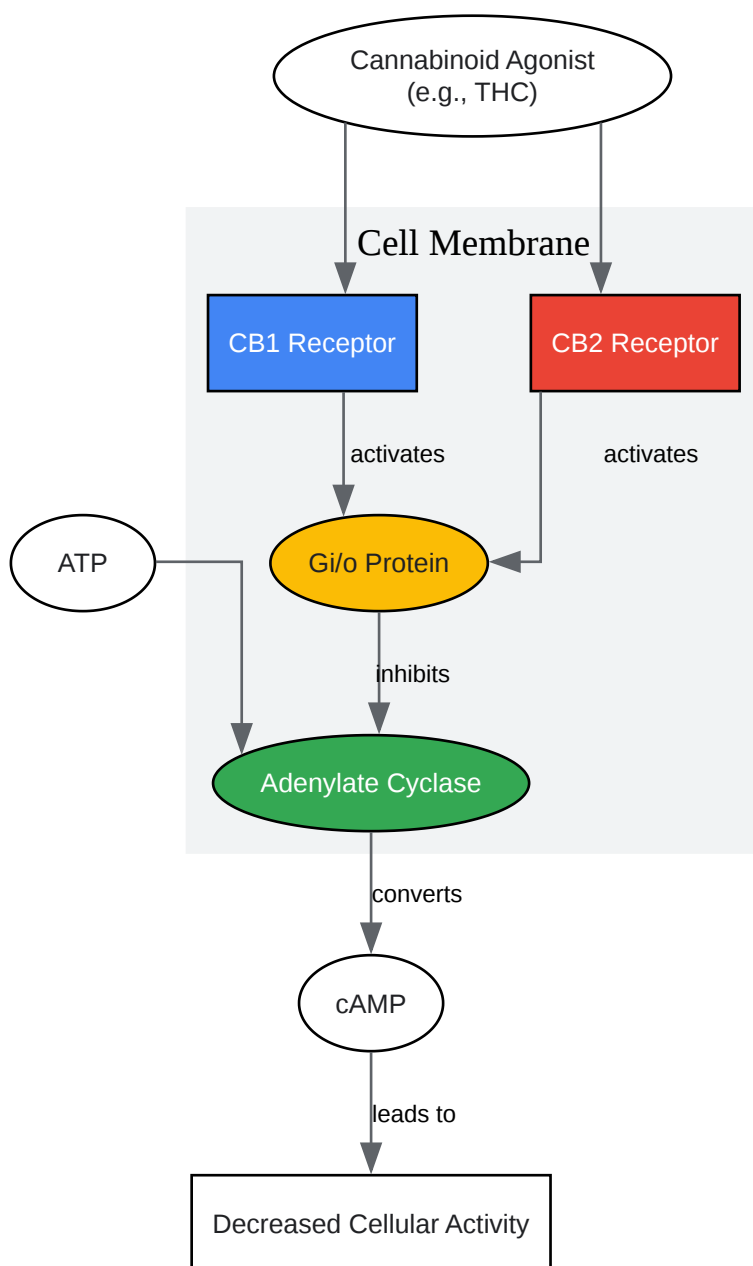 Cannabinoid Agonist
(e.g., THC)
Cell Membrane
CB1 Receptor
CB2 Receptor
activates
activates
ATP
Gi/o Protein
inhibits
Adenylate Cyclase
converts
cAMP
leads to
Decreased Cellular Activity